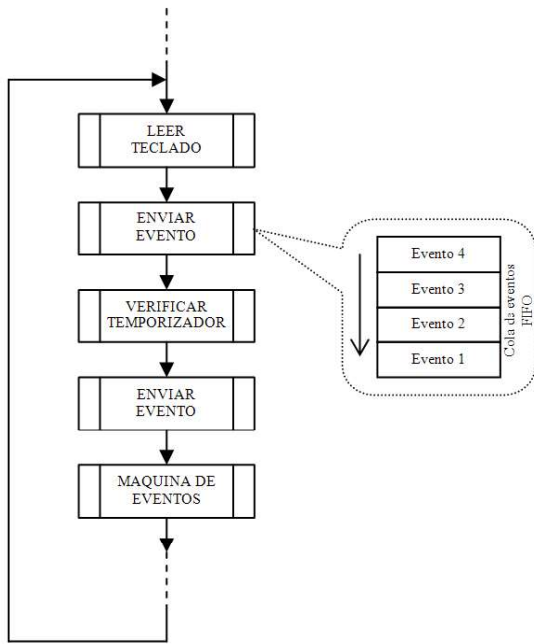 LEER
TECLADO
ENVIAR
EVENTO
VERIFICAR
TEMPORIZADOR
ENVIAR
EVENTO
MAQUINA DE
EVENTOS
Evento 4
Evento 3
Evento 2
Evento 1
Cola de eventos
FIFO